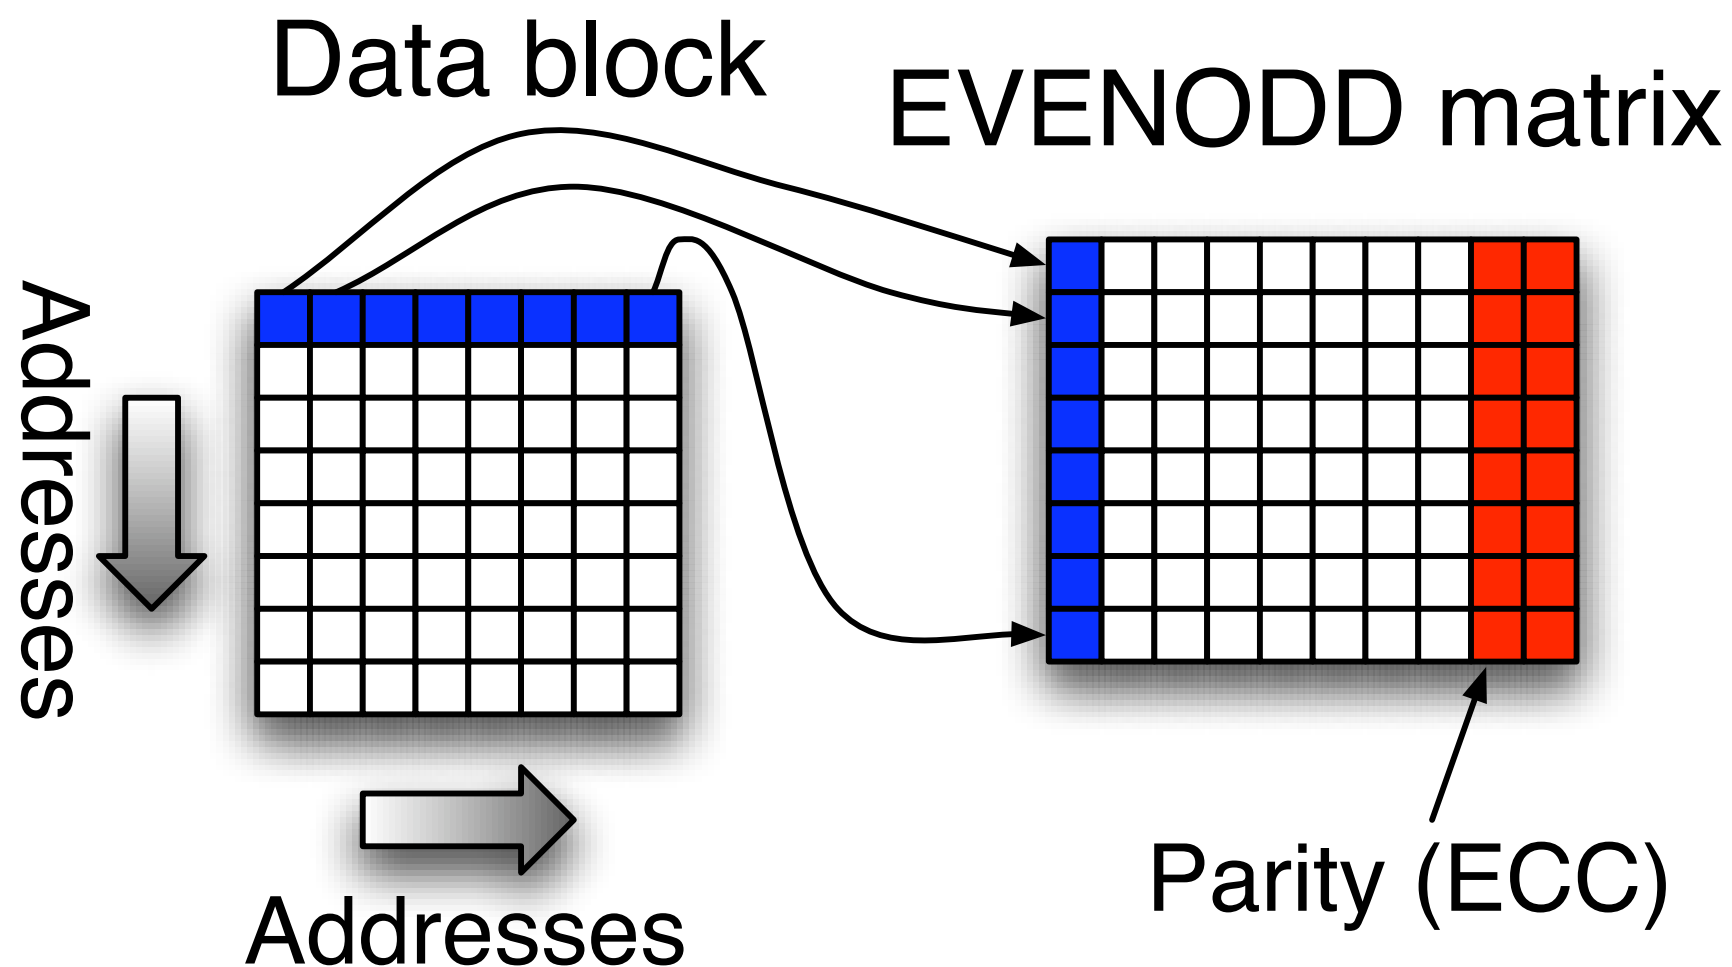 Data block
EVENODD matrix
Addresses
Addresses
Parity (ECC)